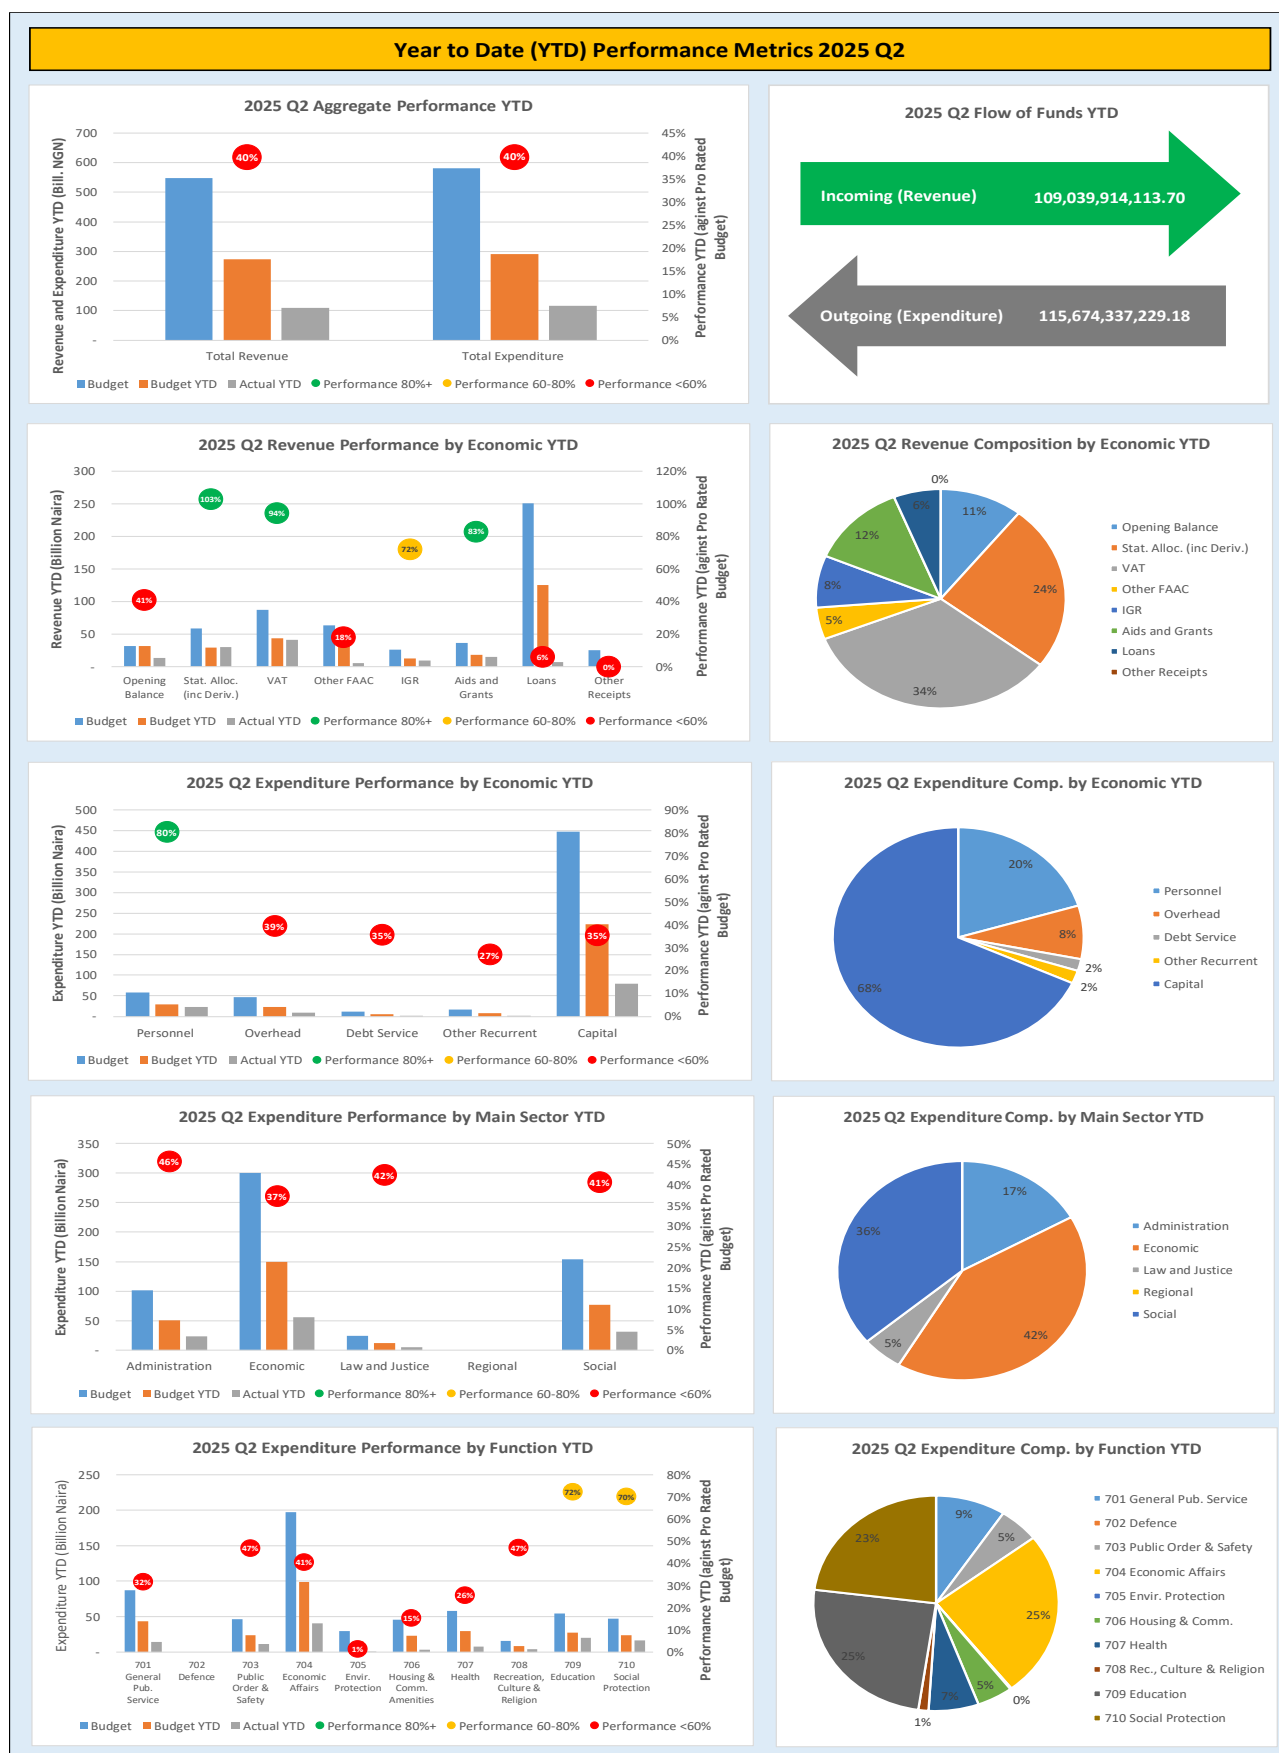 Year to Date (YTD) Performance Metrics 2025 Q2
2025 Q2 Aggregate Performance YTD
Revenue and Expenditure YTD (Bill. NGN)
700
600
500
400
300
200
100
-
40%
40%
45%
40%
35%
30%
25%
20%
15%
10%
5%
0%
Performance YTD (aginst Pro Rated
Budget)
Total Revenue
Total Expenditure
Budget
Budget YTD
Actual YTD
Performance 80%+
Performance 60-80%
Performance <60%
2025 Q2 Flow of Funds YTD
Incoming (Revenue) 109,039,914,113.70
Outgoing (Expenditure) 115,674,337,229.18
2025 Q2 Revenue Performance by Economic YTD
Revenue YTD (Billion Naira)
300
250
200
150
100
50
-
41%
103%
94%
18%
72%
83%
6%
0%
120%
100%
80%
60%
40%
20%
0%
Performance YTD (aginst Pro Rated
Budget)
Opening
Balance
Stat. Alloc.
(inc Deriv.)
VAT
Other FAAC
IGR
Aids and
Grants
Loans
Other
Receipts
Budget
Budget YTD
Actual YTD
Performance 80%+
Performance 60-80%
Performance <60%
2025 Q2 Revenue Composition by Economic YTD
0%
11%
24%
34%
5%
8%
12%
6%
Opening Balance
Stat. Alloc. (inc Deriv.)
VAT
Other FAAC
IGR
Aids and Grants
Loans
Other Receipts
2025 Q2 Expenditure Performance by Economic YTD
Expenditure YTD (Billion Naira)
500
450
400
350
300
250
200
150
100
50
-
80%
39%
35%
27%
35%
90%
80%
70%
60%
50%
40%
30%
20%
10%
0%
Performance YTD (aginst Pro Rated
Budget)
Personnel
Overhead
Debt Service
Other Recurrent
Capital
Budget
Budget YTD
Actual YTD
Performance 80%+
Performance 60-80%
Performance <60%
2025 Q2 Expenditure Comp. by Economic YTD
20%
8%
2%
2%
68%
Personnel
Overhead
Debt Service
Other Recurrent
Capital
2025 Q2 Expenditure Performance by Main Sector YTD
Expenditure YTD (Billion Naira)
350
300
250
200
150
100
50
-
46%
37%
42%
41%
50%
45%
40%
35%
30%
25%
20%
15%
10%
5%
0%
Performance YTD (aginst Pro Rated
Budget)
Administration
Economic
Law and Justice
Regional
Social
Budget
Budget YTD
Actual YTD
Performance 80%+
Performance 60-80%
Performance <60%
2025 Q2 Expenditure Comp. by Main Sector YTD
17%
42%
5%
36%
Administration
Economic
Law and Justice
Regional
Social
2025 Q2 Expenditure Performance by Function YTD
Expenditure YTD (Billion Naira)
250
200
150
100
50
-
32%
47%
41%
1%
15%
26%
47%
72%
70%
80%
70%
60%
50%
40%
30%
20%
10%
0%
Performance YTD (aginst Pro Rated
Budget)
701
General
Pub.
Service
702
Defence
703
Public
Order &
Safety
704
Economic
Affairs
705
Envir.
Protection
706
Housing &
Comm.
Amenities
707
Health
708
Recreation,
Culture &
Religion
709
Education
710
Social
Protection
Budget
Budget YTD
Actual YTD
Performance 80%+
Performance 60-80%
Performance <60%
2025 Q2 Expenditure Comp. by Function YTD
9%
5%
25%
0%
5%
7%
1%
25%
23%
701 General Pub. Service
702 Defence
703 Public Order & Safety
704 Economic Affairs
705 Envir. Protection
706 Housing & Comm.
707 Health
708 Rec., Culture & Religion
709 Education
710 Social Protection